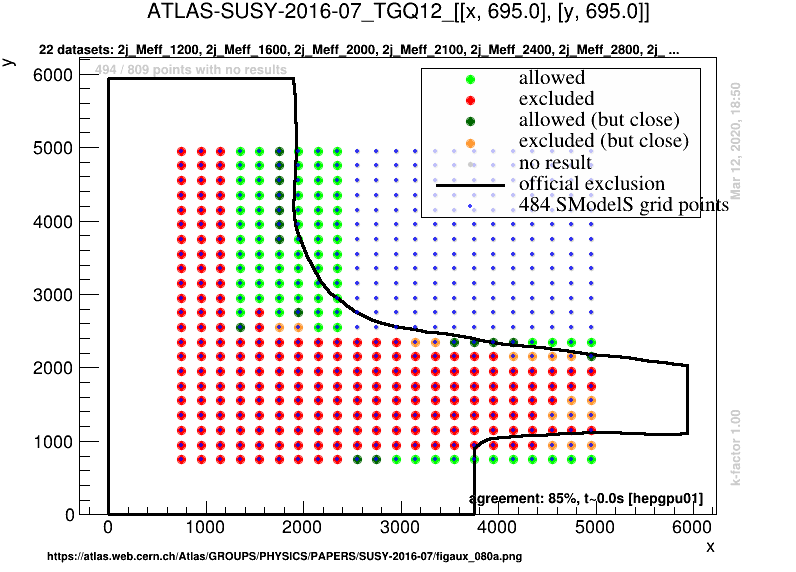 ATLAS-SUSY-2016-07_TGQ12_[[x, 695.0], [y, 695.0]]
22 datasets: 2j_Meff_1200, 2j_Meff_1600, 2j_Meff_2000, 2j_Meff_2100, 2j_Meff_2400, 2j_Meff_2800, 2j_ ...
y
494 / 809 points with no results
allowed
excluded
allowed (but close)
excluded (but close)
no result
official exclusion
484 SModelS grid points
Mar 12, 2020, 18:50
k-factor 1.00
6000
5000
4000
3000
2000
1000
0
agreement: 85%, t~0.0s [hepgpu01]
0 1000 2000 3000 4000 5000 6000
x
https://atlas.web.cern.ch/Atlas/GROUPS/PHYSICS/PAPERS/SUSY-2016-07/figaux_080a.png